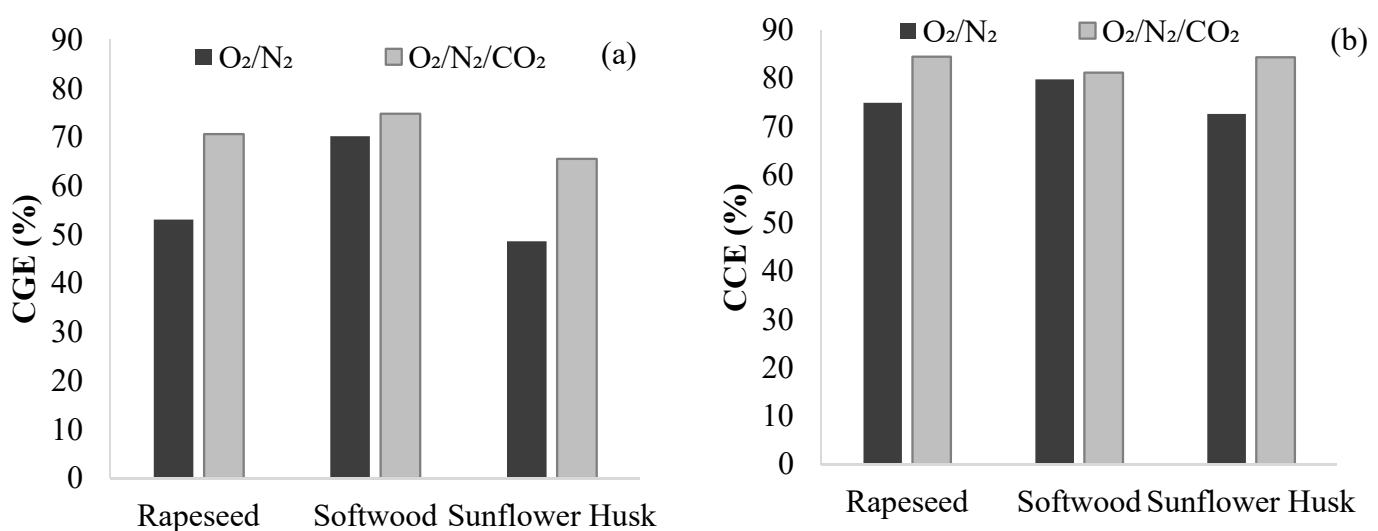 (a)
O₂/N₂
O₂/N₂/CO₂
CGE (%)
90
80
70
60
50
40
30
20
10
0
Rapeseed
Softwood
Sunflower Husk
(b)
O₂/N₂
O₂/N₂/CO₂
CCE (%)
90
80
70
60
50
40
30
20
10
0
Rapeseed
Softwood
Sunflower Husk